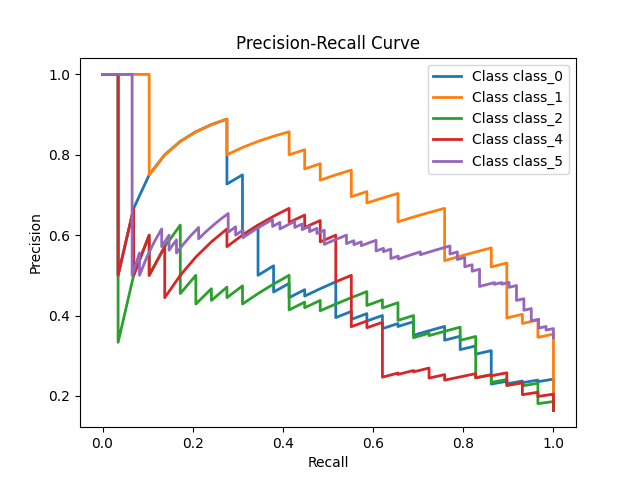 Precision-Recall Curve
Class class_0
Class class_1
Class class_2
Class class_4
Class class_5
Precision
1.0
0.8
0.6
0.4
0.2
0.0 0.2 0.4 0.6 0.8 1.0
Recall